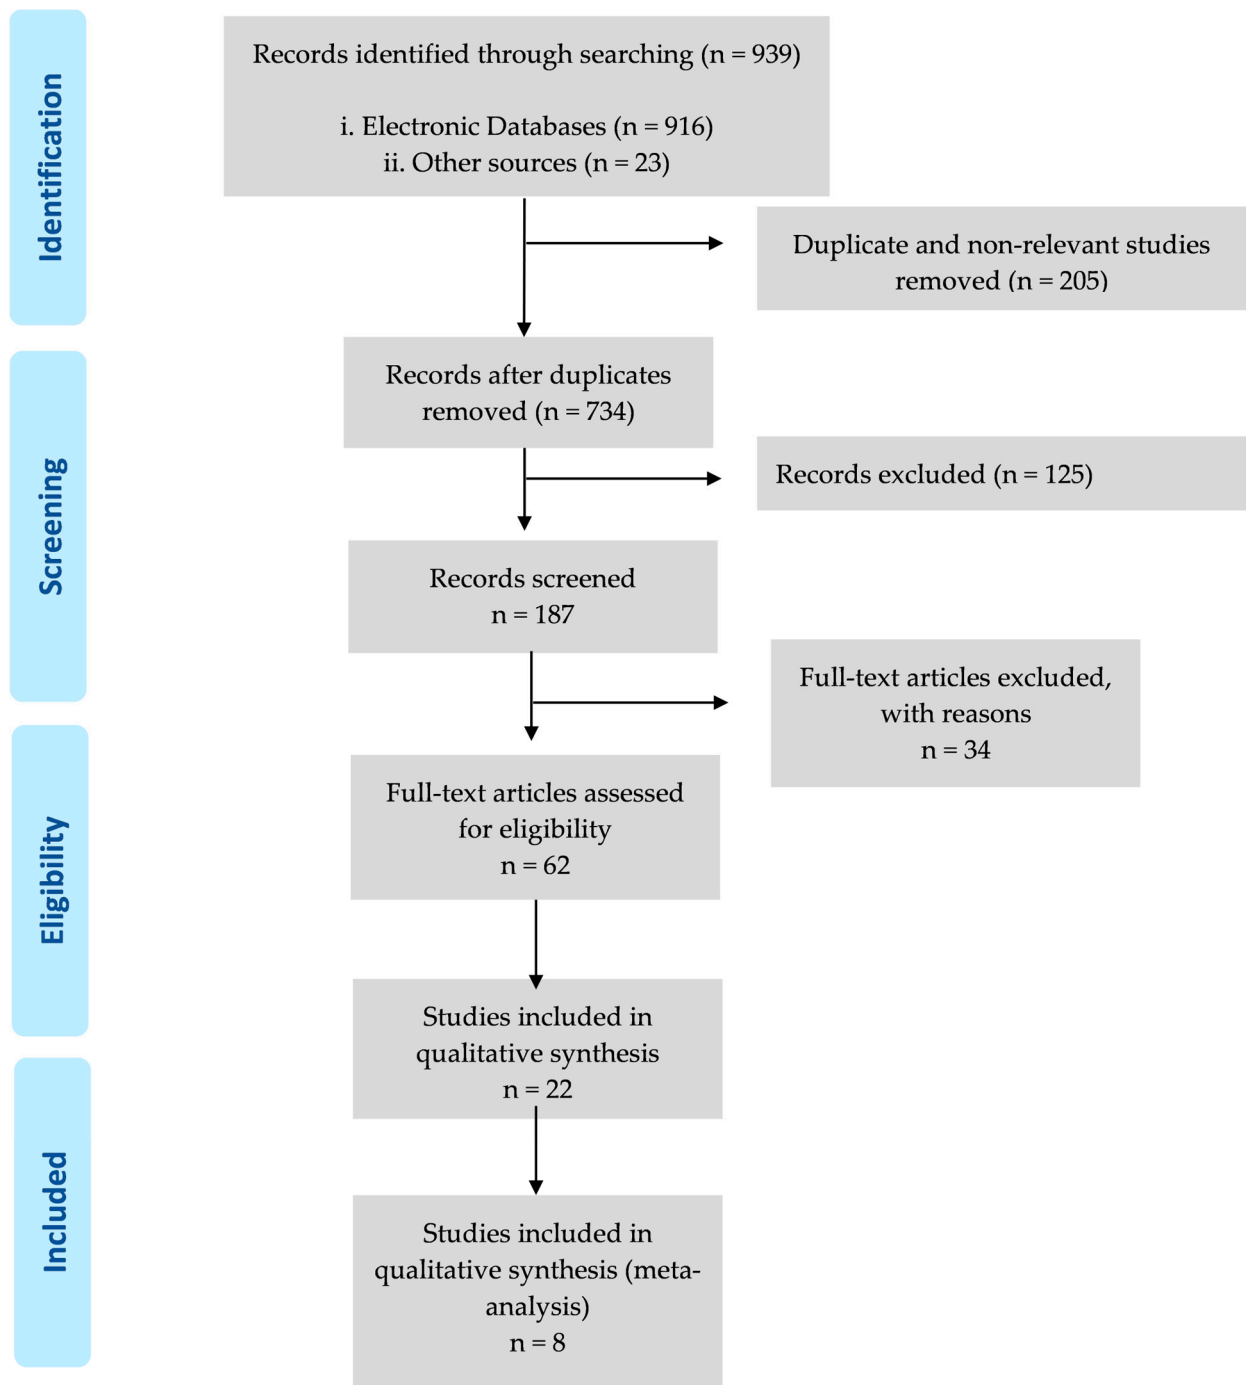 Identification
Records identified through searching (n = 939)
i. Electronic Databases (n = 916)
ii. Other sources (n = 23)
Duplicate and non-relevant studies
removed (n = 205)
Screening
Records after duplicates
removed (n = 734)
Records excluded (n = 125)
Records screened
n = 187
Full-text articles excluded,
with reasons
n = 34
Eligibility
Full-text articles assessed
for eligibility
n = 62
Studies included in
qualitative synthesis
n = 22
Included
Studies included in
qualitative synthesis (meta-
analysis)
n = 8